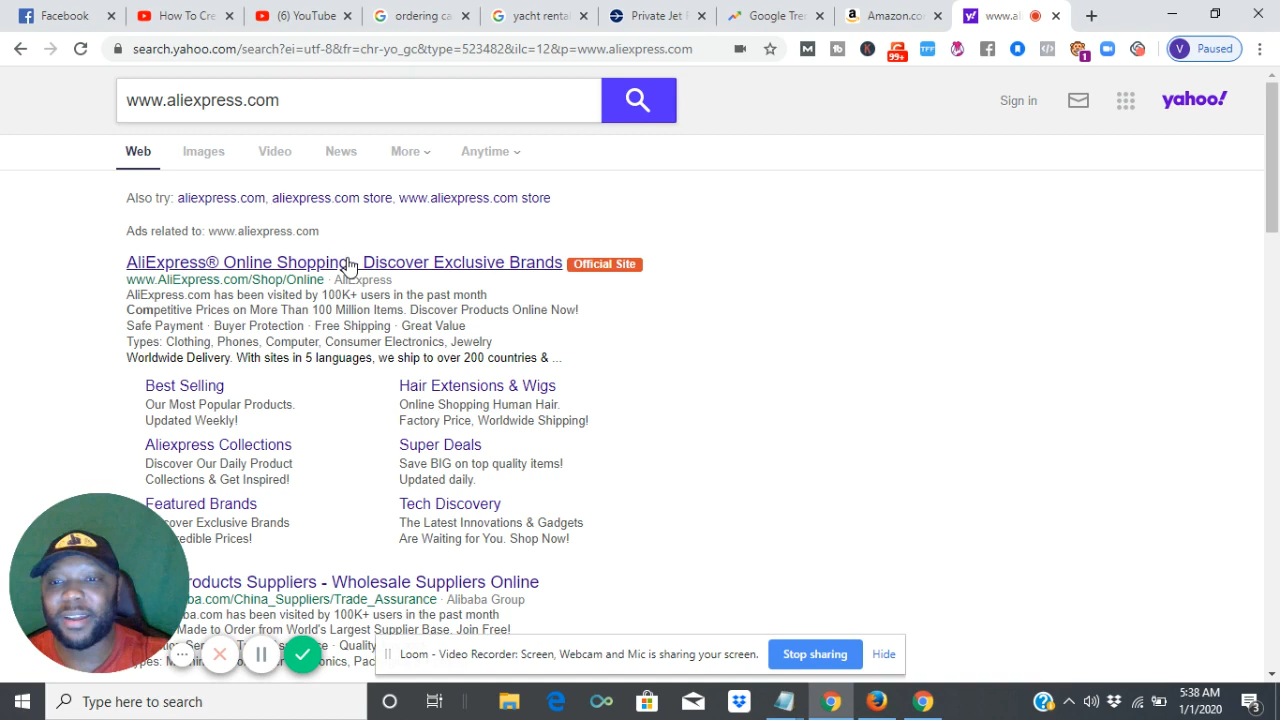 Facebook
How To Cre
(6) YouTube
ordering ca
yachtrental
Private Jet
Google Tre
Amazon.co
www.al
search.yahoo.com/search?ei=utf-8&fr=chr-yo_gc&type=523482&ilc=12&p=www.aliexpress.com
M
K
99+
TFF
1
V Paused
www.aliexpress.com
Sign in
yahoo!
Web Images Video News More Anytime
Also try: aliexpress.com, aliexpress.com store, www.aliexpress.com store
Ads related to: www.aliexpress.com
AliExpress® Online Shopping Discover Exclusive Brands Official Site
www.AliExpress.com/Shop/Online · AliExpress
AliExpress.com has been visited by 100K+ users in the past month
Competitive Prices on More Than 100 Million Items. Discover Products Online Now!
Safe Payment · Buyer Protection · Free Shipping · Great Value
Types: Clothing, Phones, Computer, Consumer Electronics, Jewelry
Worldwide Delivery. With sites in 5 languages, we ship to over 200 countries & ...
Best Selling
Our Most Popular Products.
Updated Weekly!
Hair Extensions & Wigs
Online Shopping Human Hair.
Factory Price, Worldwide Shipping!
Aliexpress Collections
Discover Our Daily Product
Collections & Get Inspired!
Super Deals
Save BIG on top quality items!
Updated daily.
Featured Brands
cover Exclusive Brands
redible Prices!
Tech Discovery
The Latest Innovations & Gadgets
Are Waiting for You. Shop Now!
roducts Suppliers - Wholesale Suppliers Online
ba.com/China_Suppliers/Trade_Assurance · Alibaba Group
ba.com has been visited by 100K+ users in the past month
Made to Order from World's Largest Supplier Base. Join Free!
Loom - Video Recorder: Screen, Webcam and Mic is sharing your screen.
Stop sharing
Hide
Type here to search
5:38 AM
1/1/2020
3